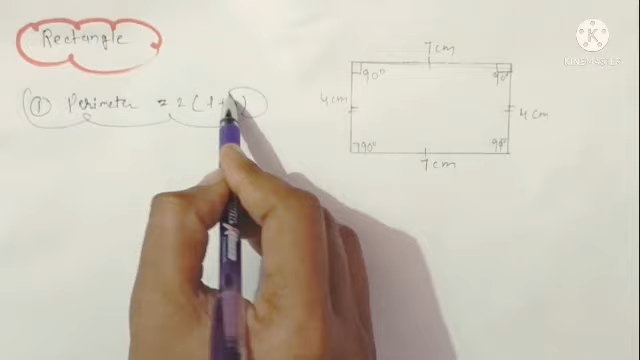 Rectangle
① Perimeter = 2 ( l +
7 cm
90°
90°
4 cm
4 cm
90°
90°
7 cm
K
KINEMASTER